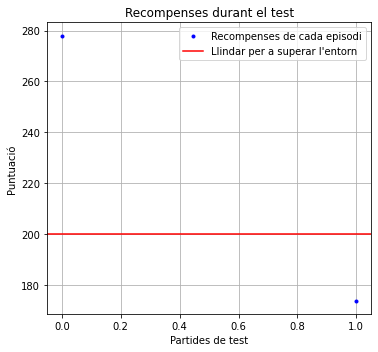 Recompenses durant el test
Recompenses de cada episodi
Llindar per a superar l'entorn
Puntuació
280
260
240
220
200
180
0.0 0.2 0.4 0.6 0.8 1.0
Partides de test